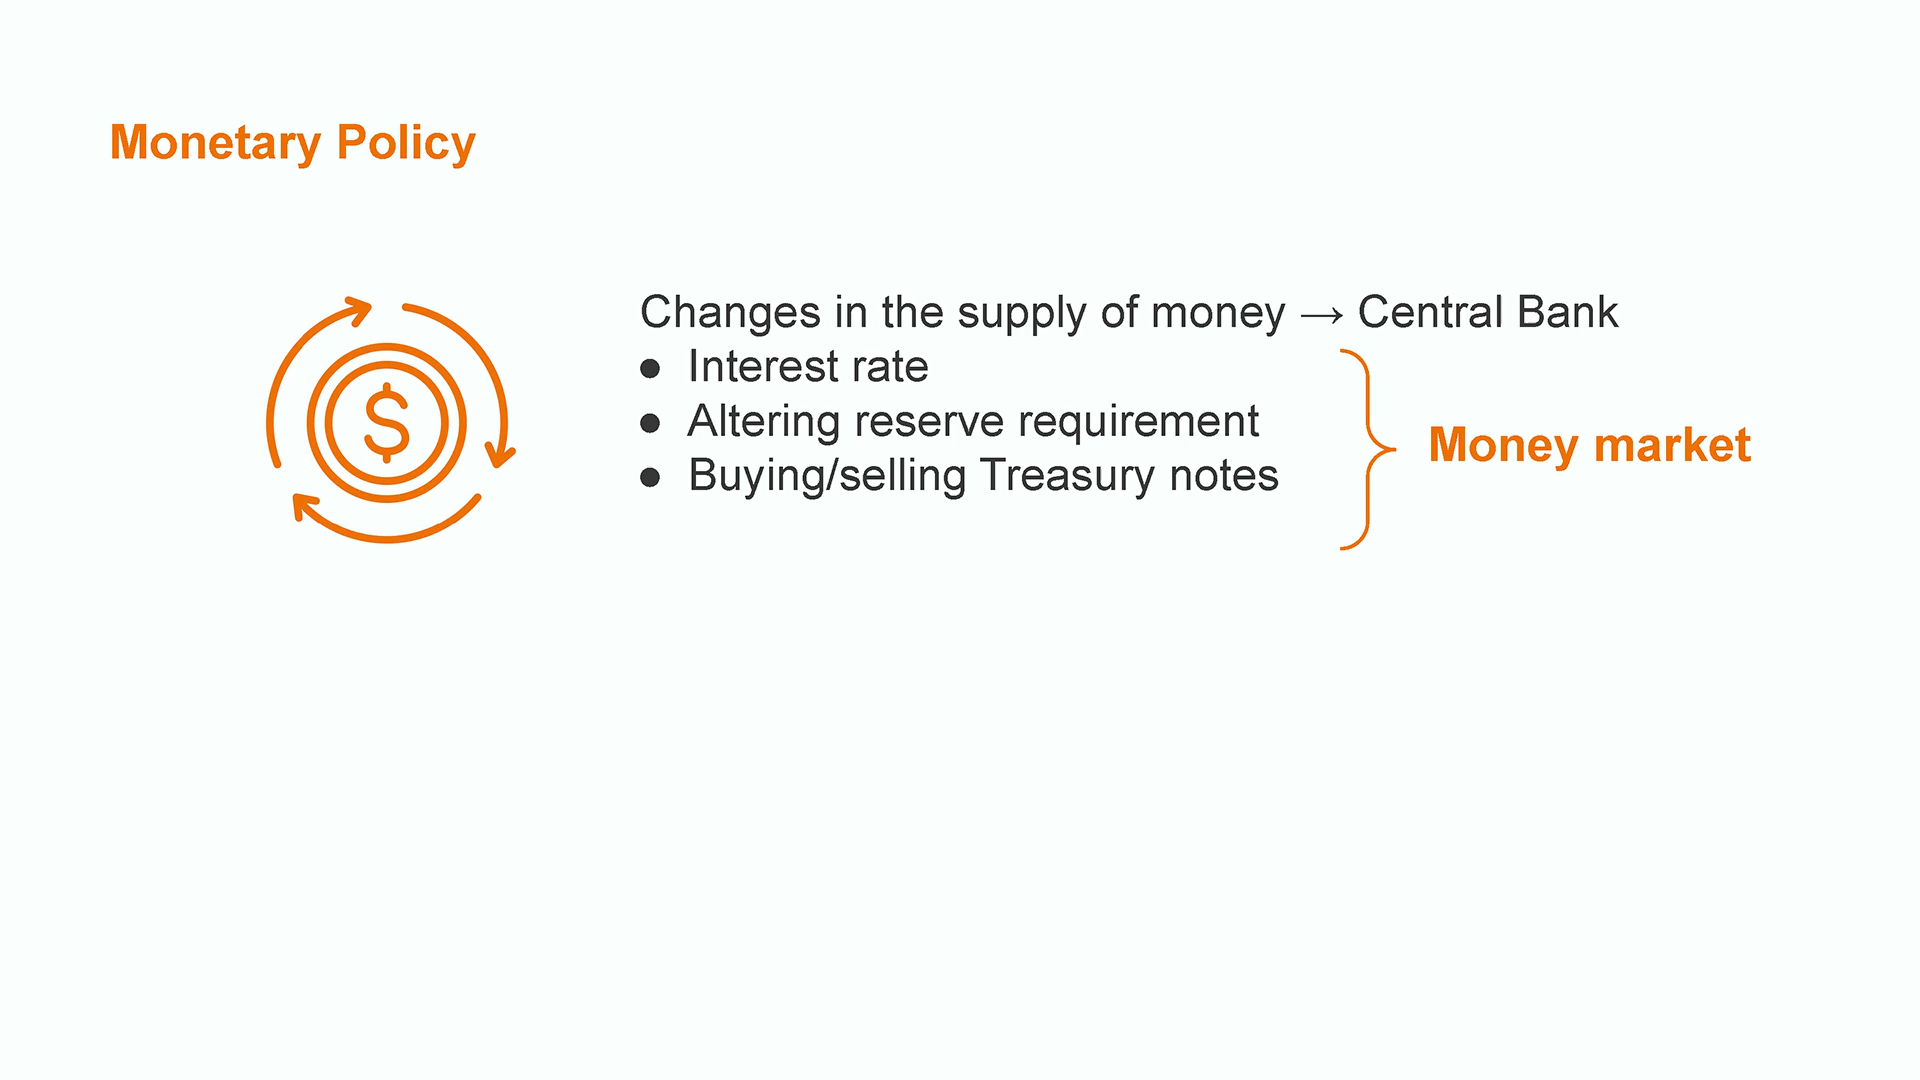 Monetary Policy
Changes in the supply of money → Central Bank
● Interest rate
● Altering reserve requirement
● Buying/selling Treasury notes
Money market
$